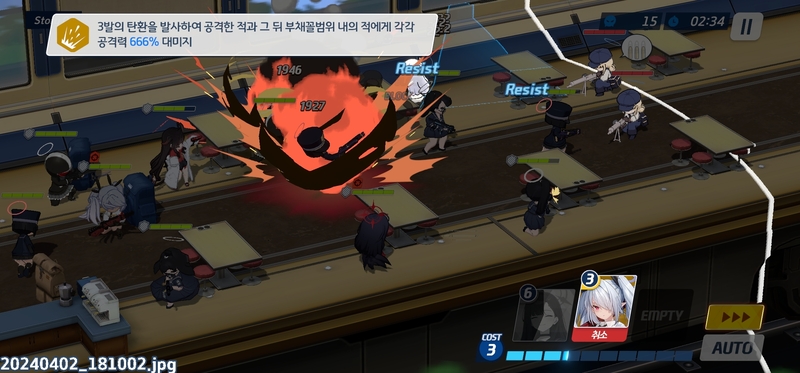 3발의 탄환을 발사하여 공격한 적과 그 뒤 부채꼴범위 내의 적에게 각각
공격력 666% 대미지
15
02:34
1946
Resist
1927
Resist
6
3
EMPTY
취소
COST
3
AUTO
20240402_181002.jpg